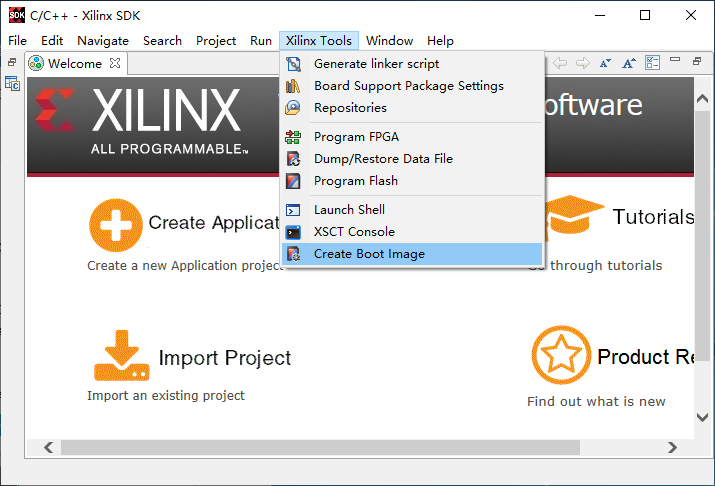 SDK C/C++ - Xilinx SDK
File Edit Navigate Search Project Run Xilinx Tools Window Help
Welcome
Generate linker script
Board Support Package Settings
Repositories
Program FPGA
Dump/Restore Data File
Program Flash
Launch Shell
XSCT Console
Create Boot Image
XILINX
ALL PROGRAMMABLE™
oftware
Create Applicat
Create a new Application project
Tutorials
Go through tutorials
Import Project
Import an existing project
Product Re
Find out what is new